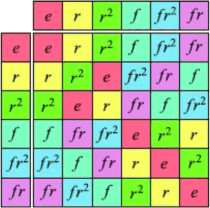 e r r² f fr² fr
e e r r² f fr² fr
r r r² e fr² fr f
r² r² e r fr f fr²
f f fr fr² e r² r
fr² fr² f fr r e r²
fr fr fr² f r² r e